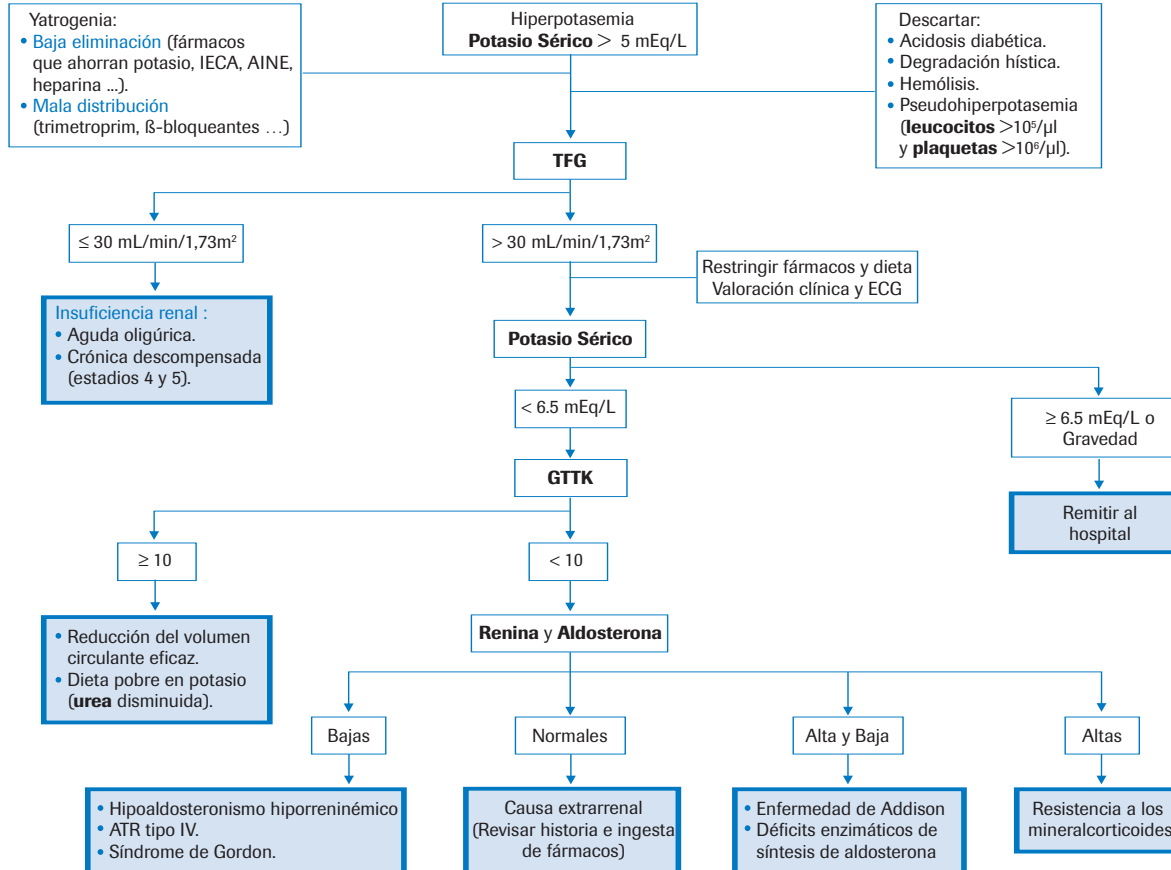 Yatrogenia:
• Baja eliminación (fármacos
que ahorran potasio, IECA, AINE,
heparina ...).
• Mala distribución
(trimetroprim, ß-bloqueantes …)
Hiperpotasemia
Potasio Sérico > 5 mEq/L
Descartar:
• Acidosis diabética.
• Degradación hística.
• Hemólisis.
• Pseudohiperpotasemia
(leucocitos >10⁵/µl
y plaquetas >10⁶/µl).
TFG
≤ 30 mL/min/1,73m²
> 30 mL/min/1,73m²
Restringir fármacos y dieta
Valoración clínica y ECG
Insuficiencia renal :
• Aguda oligúrica.
• Crónica descompensada
(estadios 4 y 5).
Potasio Sérico
< 6.5 mEq/L
≥ 6.5 mEq/L o
Gravedad
GTTK
Remitir al
hospital
≥ 10
< 10
• Reducción del volumen
circulante eficaz.
• Dieta pobre en potasio
(urea disminuida).
Renina y Aldosterona
Bajas
Normales
Alta y Baja
Altas
• Hipoaldosteronismo hiporreninémico
• ATR tipo IV.
• Síndrome de Gordon.
Causa extrarrenal
(Revisar historia e ingesta
de fármacos)
• Enfermedad de Addison
• Déficits enzimáticos de
síntesis de aldosterona
Resistencia a los
mineralcorticoides